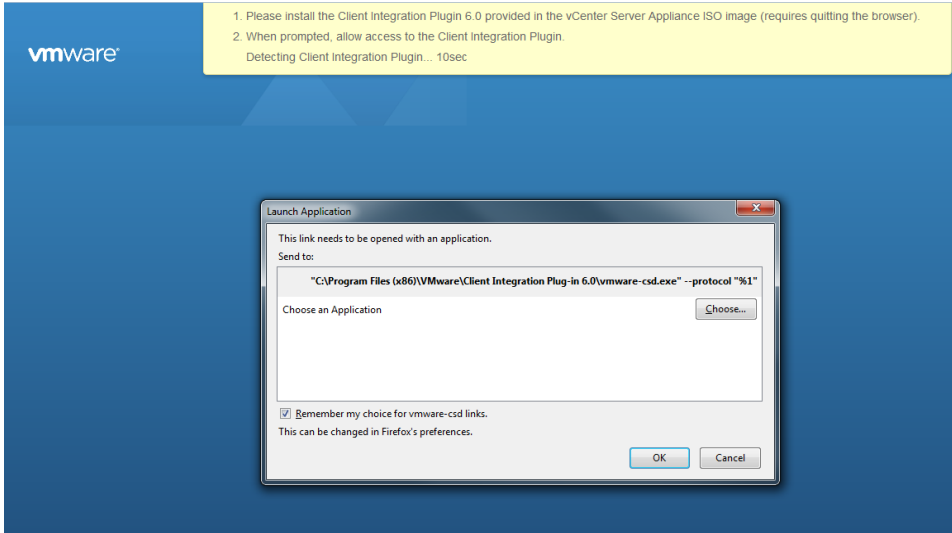 1. Please install the Client Integration Plugin 6.0 provided in the vCenter Server Appliance ISO image (requires quitting the browser).
2. When prompted, allow access to the Client Integration Plugin.
Detecting Client Integration Plugin... 10sec
vmware
Launch Application
This link needs to be opened with an application.
Send to:
"C:\Program Files (x86)\VMware\Client Integration Plug-in 6.0\vmware-csd.exe" --protocol "%1"
Choose an Application
Choose...
Remember my choice for vmware-csd links.
This can be changed in Firefox's preferences.
OK
Cancel